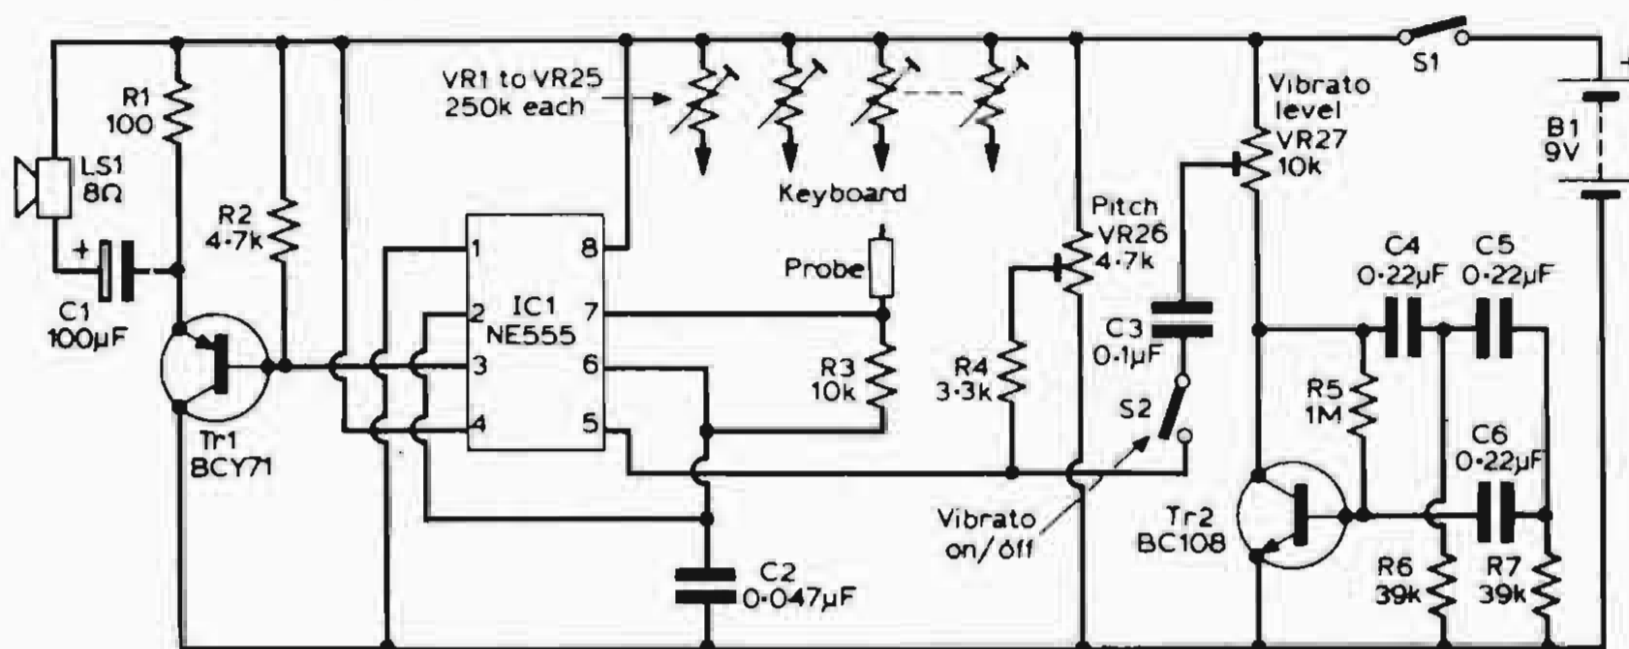 R1
100
LS1
8Ω
+
C1
100µF
R2
4·7k
Tr1
BCY71
1
2
3
4
8
7
6
5
IC1
NE555
VR1 to VR25
250k each
Keyboard
Probe
R3
10k
C2
0·047µF
Pitch
VR26
4·7k
R4
3·3k
C3
0·1µF
S2
Vibrato
on/off
Vibrato
level
VR27
10k
S1
+
B1
9V
C4
0·22µF
C5
0·22µF
R5
1M
C6
0·22µF
Tr2
BC108
R6
39k
R7
39k